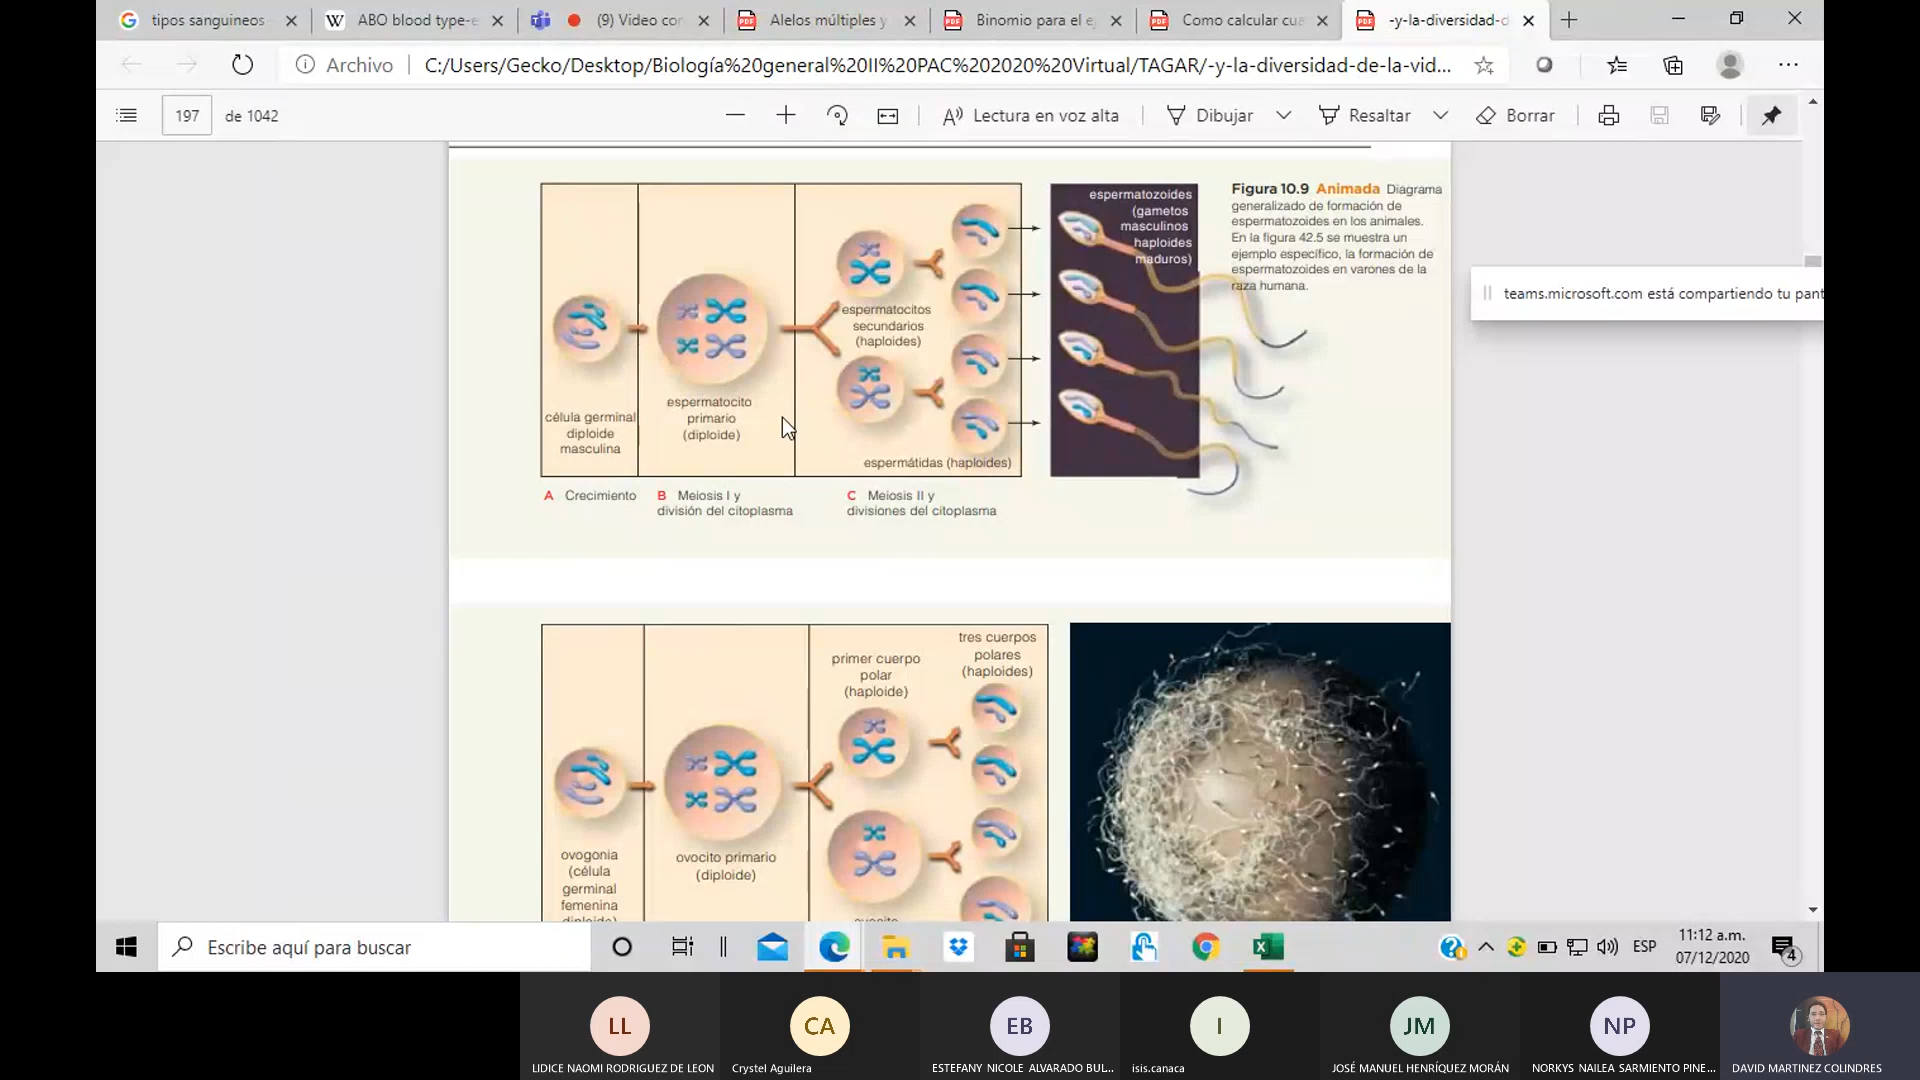 tipos sanguineos
ABO blood type-e
(9) Video co
Alelos múltiples y
Binomio para el e
Como calcular cua
-y-la-diversidad-d
Archivo
C:/Users/Gecko/Desktop/Biología%20general%20II%20PAC%202020%20Virtual/TAGAR/-y-la-diversidad-de-la-vid...
197
de 1042
Lectura en voz alta
Dibujar
Resaltar
Borrar
célula germinal
diploide
masculina
espermatocito
primario
(diploide)
espermatocitos
secundarios
(haploides)
espermátidas (haploides)
espermatozoides
(gametos
masculinos
haploides
maduros)
A Crecimiento
B Meiosis I y
división del citoplasma
C Meiosis II y
divisiones del citoplasma
Figura 10.9 Animada Diagrama
generalizado de formación de
espermatozoides en los animales.
En la figura 42.5 se muestra un
ejemplo específico, la formación de
espermatozoides en varones de la
raza humana.
teams.microsoft.com está compartiendo tu pant
ovogonia
(célula
germinal
femenina
diploide)
ovocito primario
(diploide)
primer cuerpo
polar
(haploide)
tres cuerpos
polares
(haploides)
ovocito
Escribe aquí para buscar
ESP
11:12 a.m.
07/12/2020
4
LL
LIDICE NAOMI RODRIGUEZ DE LEON
CA
Crystel Aguilera
EB
ESTEFANY NICOLE ALVARADO BUL...
I
isis.canaca
JM
JOSÉ MANUEL HENRÍQUEZ MORÁN
NP
NORKYS NAILEA SARMIENTO PINE...
DAVID MARTINEZ COLINDRES